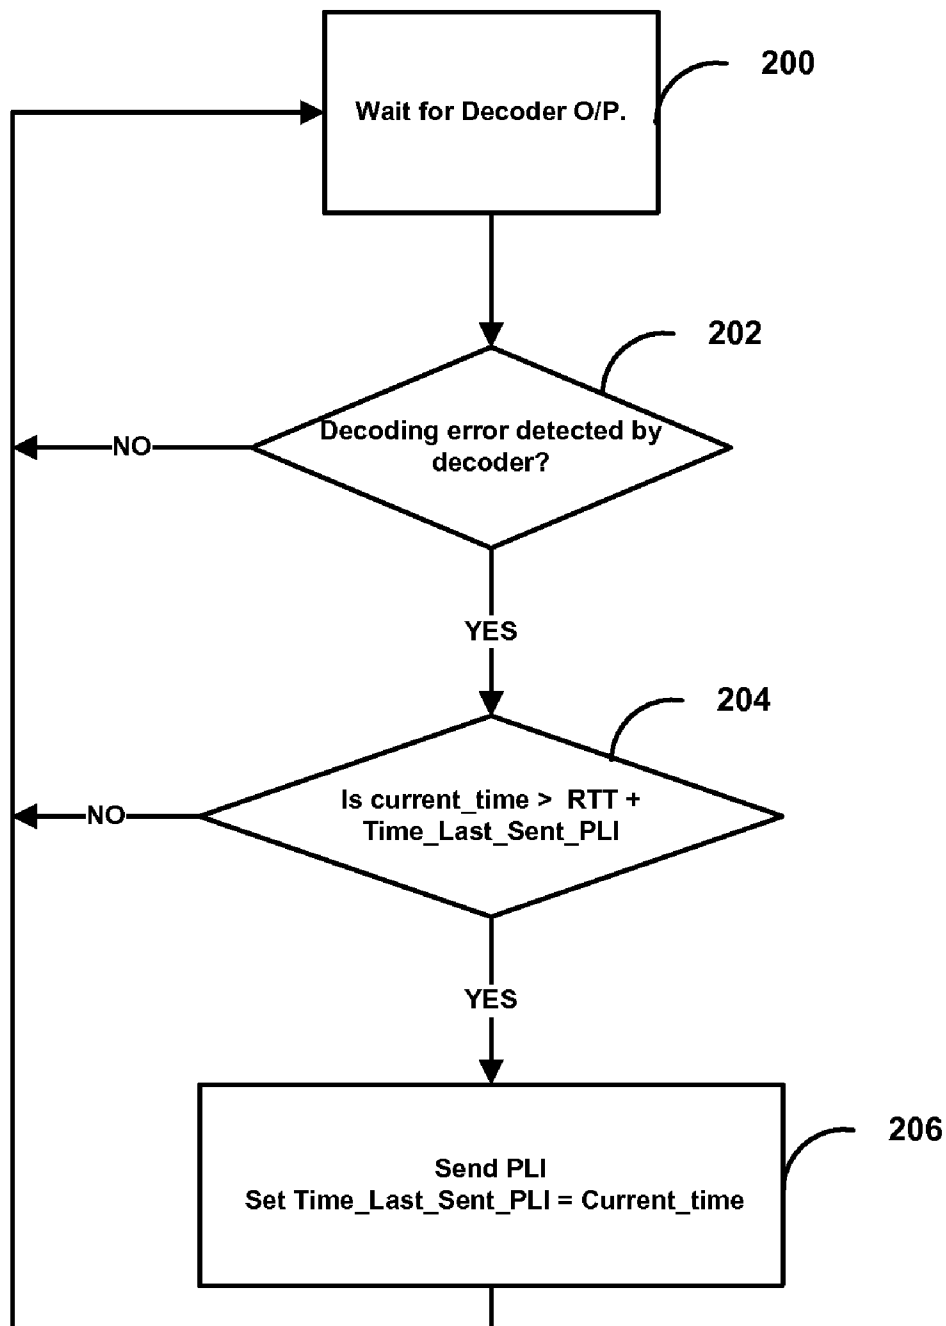 200
Wait for Decoder O/P.
202
Decoding error detected by
decoder?
NO
YES
204
Is current_time > RTT +
Time_Last_Sent_PLI
NO
YES
206
Send PLI
Set Time_Last_Sent_PLI = Current_time